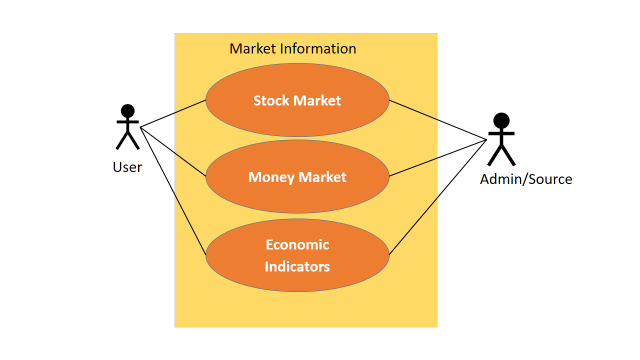 Market Information
Stock Market
User
Money Market
Admin/Source
Economic
Indicators